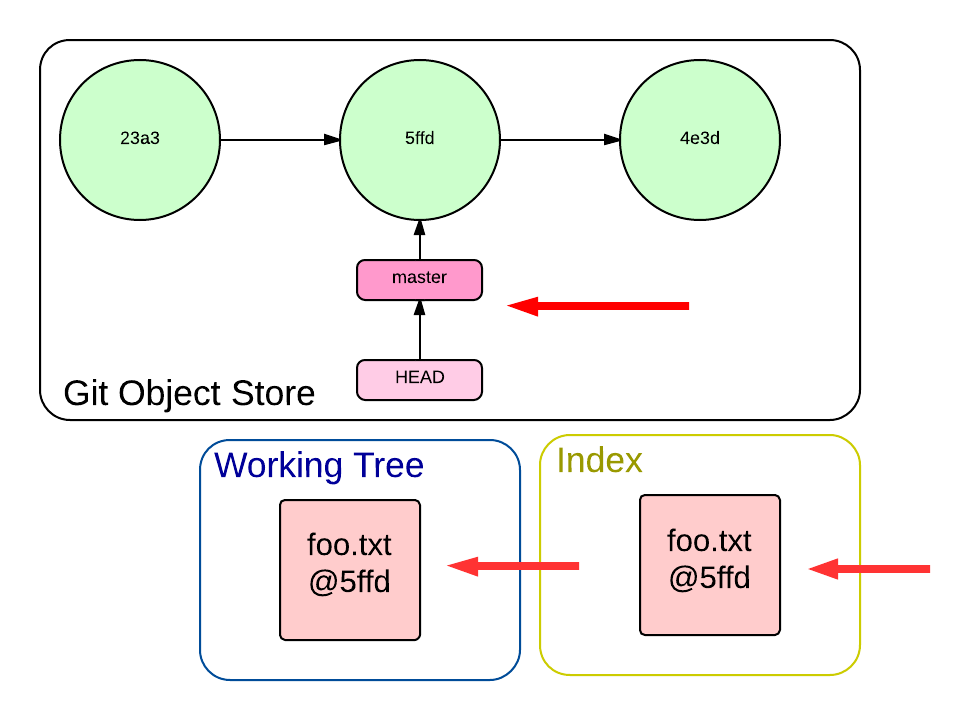 23a3
5ffd
4e3d
master
HEAD
Git Object Store
Working Tree
foo.txt
@5ffd
Index
foo.txt
@5ffd